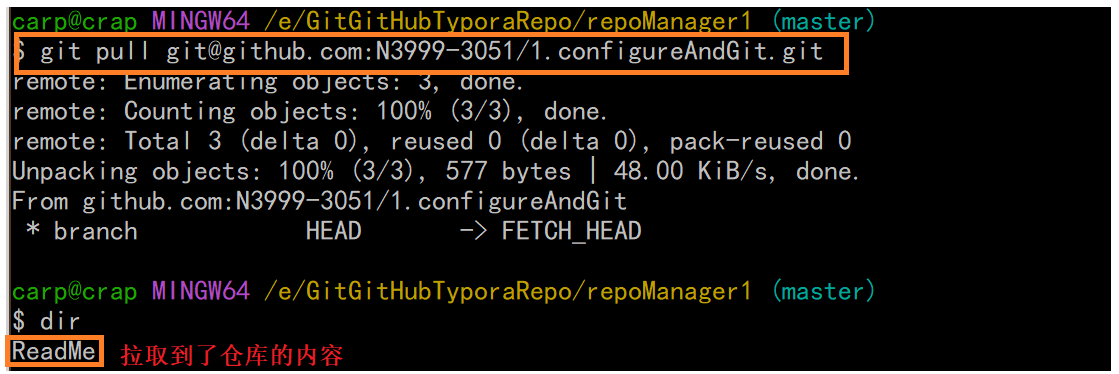 carp@crap MINGW64 /e/GitGitHubTyporaRepo/repoManager1 (master)
$ git pull git@github.com:N3999-3051/1.configureAndGit.git
remote: Enumerating objects: 3, done.
remote: Counting objects: 100% (3/3), done.
remote: Total 3 (delta 0), reused 0 (delta 0), pack-reused 0
Unpacking objects: 100% (3/3), 577 bytes | 48.00 KiB/s, done.
From github.com:N3999-3051/1.configureAndGit
 * branch            HEAD       -> FETCH_HEAD
carp@crap MINGW64 /e/GitGitHubTyporaRepo/repoManager1 (master)
$ dir
ReadMe 拉取到了仓库的内容